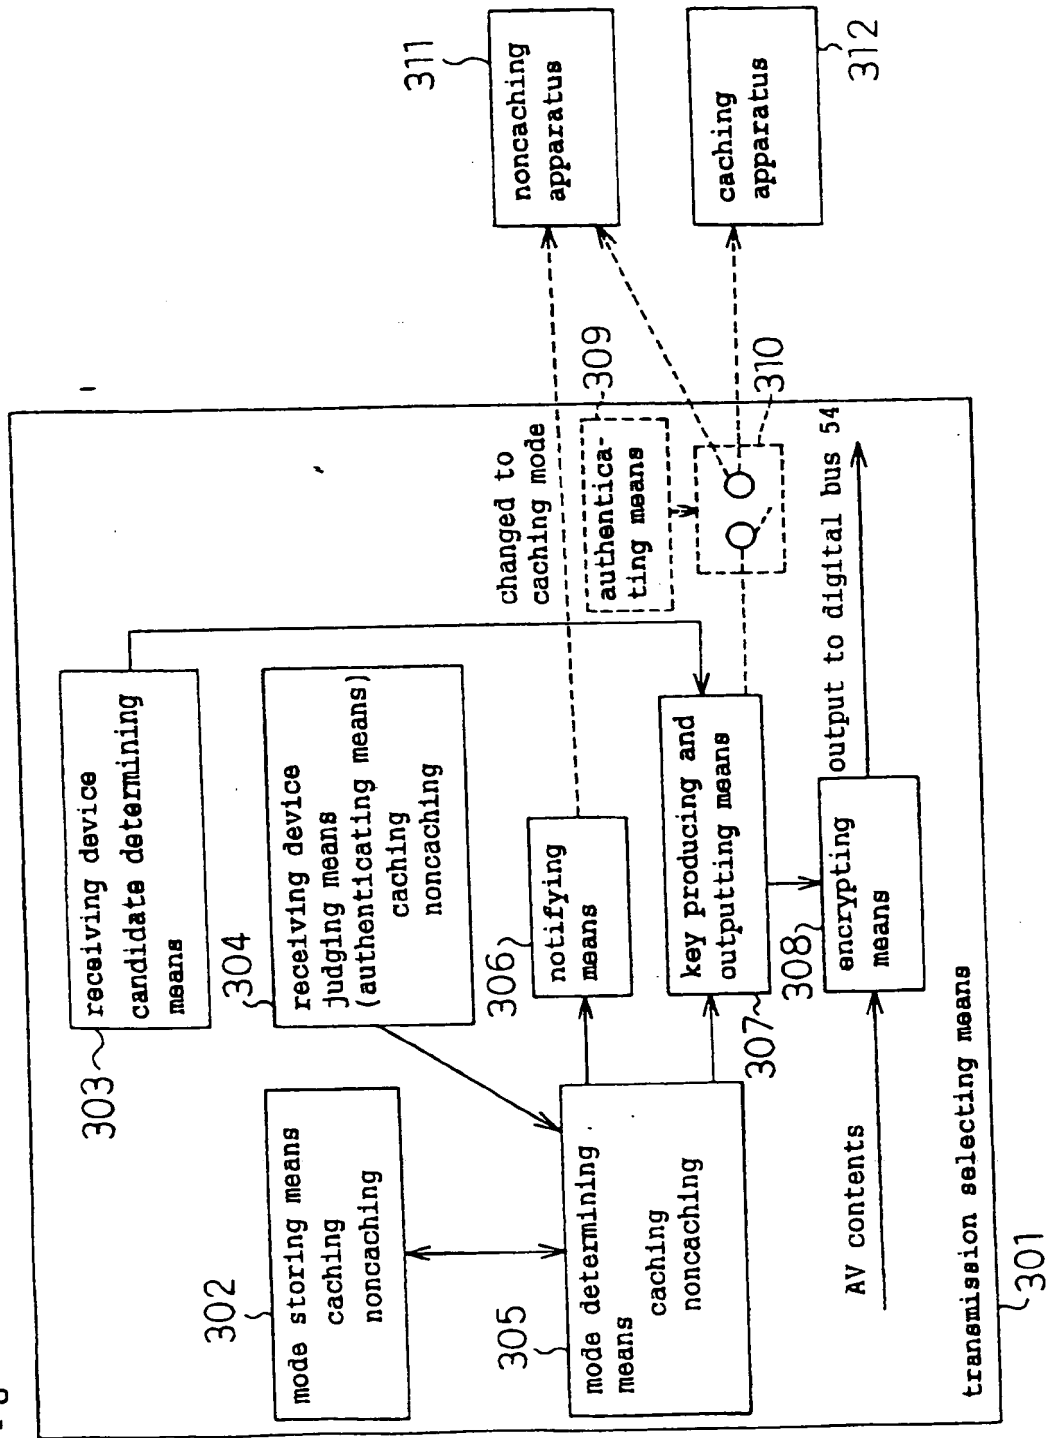 303
receiving device
candidate determining
means
302
mode storing means
caching
noncaching
304
receiving device
judging means
(authenticating means)
caching
noncaching
305
mode determining
means
caching
noncaching
306
notifying
means
changed to
caching mode
309
authentica-
ting means
307
key producing and
outputting means
310
308
encrypting
means
AV contents
output to digital bus 54
transmission selecting means
301
311
noncaching
apparatus
312
caching
apparatus